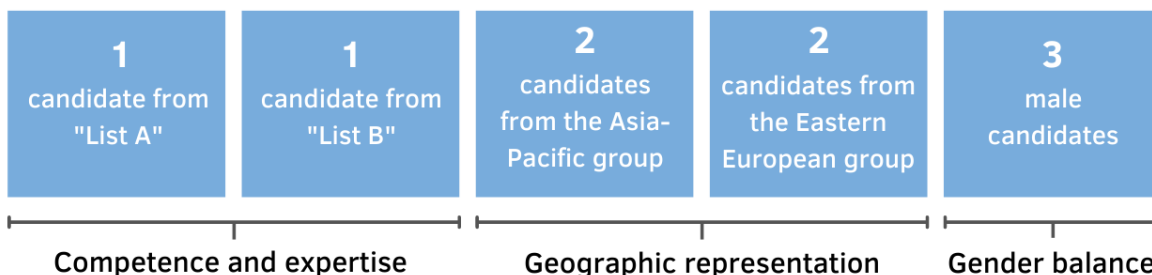 1
candidate from
"List A"
1
candidate from
"List B"
2
candidates
from the Asia-
Pacific group
2
candidates from
the Eastern
European group
3
male
candidates
Competence and expertise
Geographic representation
Gender balance